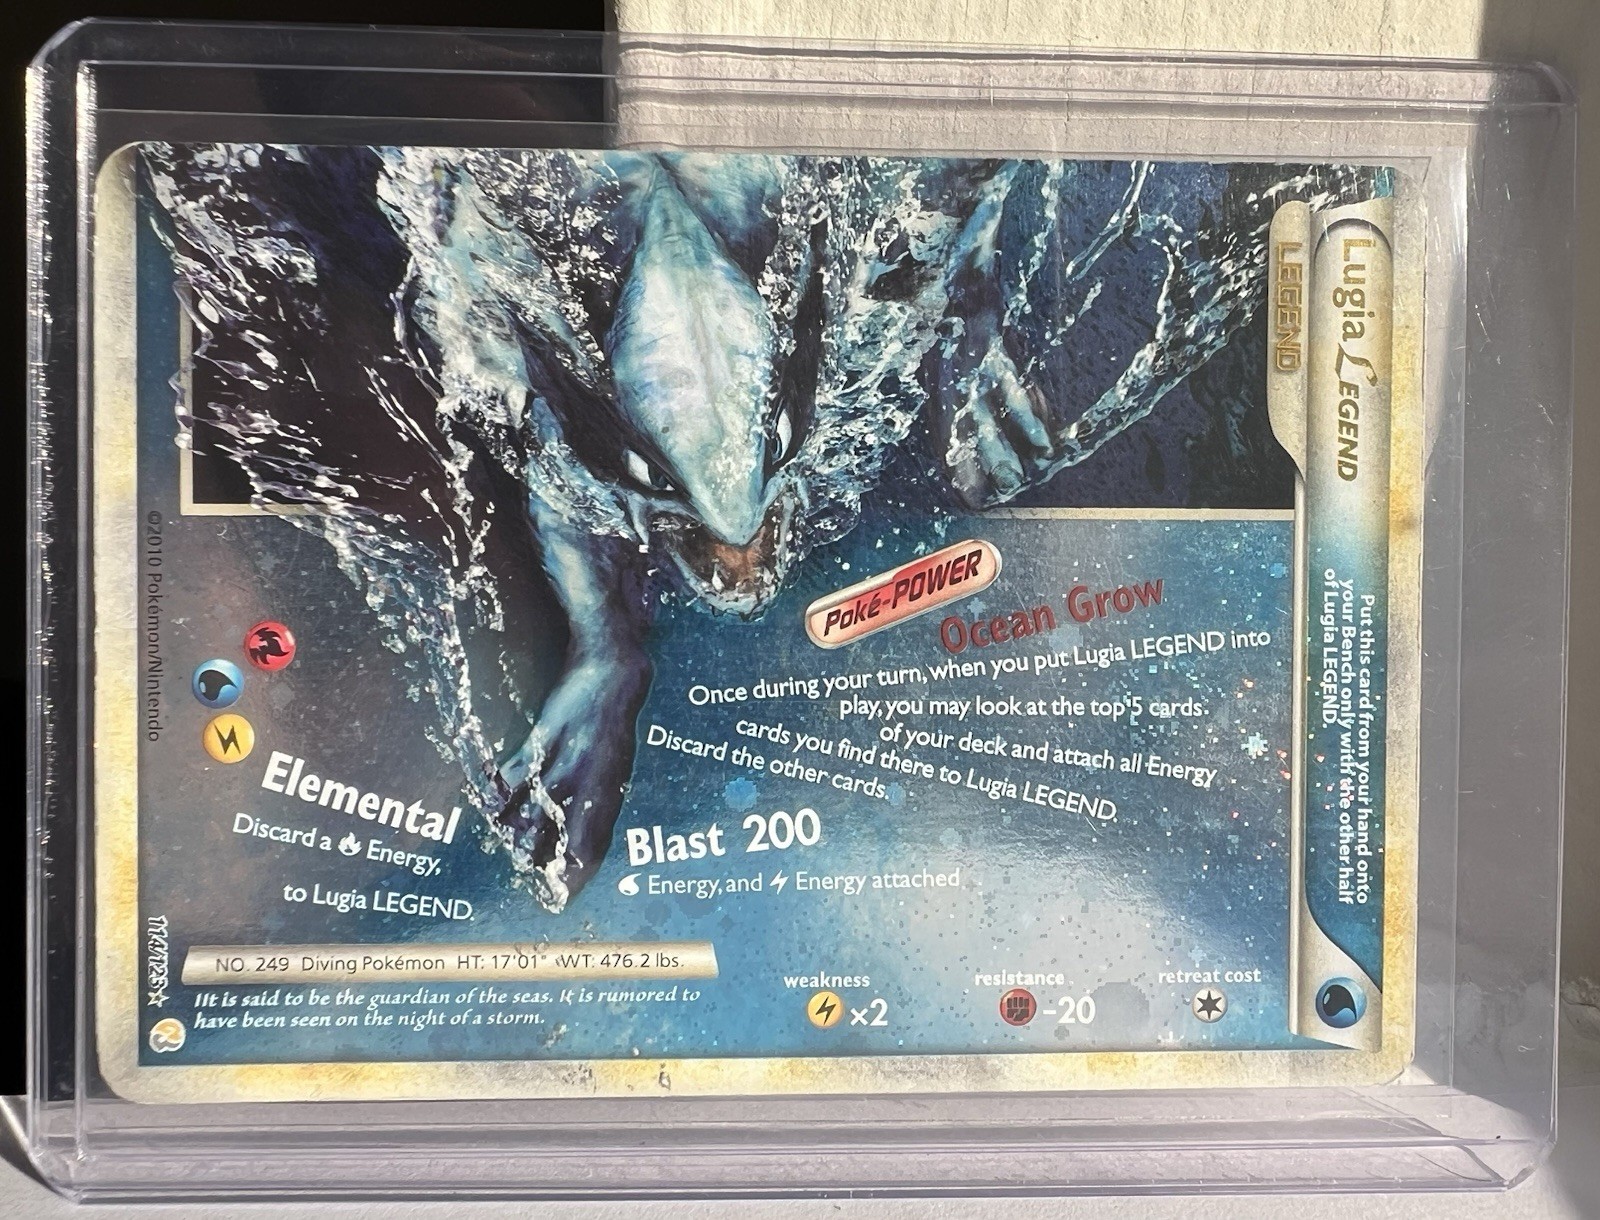 Lugia LEGEND
LEGEND
Put this card from your hand onto
your Bench only with the other half
of Lugia LEGEND.
Poké-POWER
Ocean Grow
Once during your turn, when you put Lugia LEGEND into
play, you may look at the top 5 cards
of your deck and attach all Energy
cards you find there to Lugia LEGEND.
Discard the other cards.
Elemental Blast 200
Discard a Energy, Energy, and Energy attached
to Lugia LEGEND.
NO. 249 Diving Pokémon HT: 17'01" WT: 476.2 lbs.
It is said to be the guardian of the seas. It is rumored to
have been seen on the night of a storm.
weakness resistance retreat cost
×2 -20
©2010 Pokémon/Nintendo
114/123